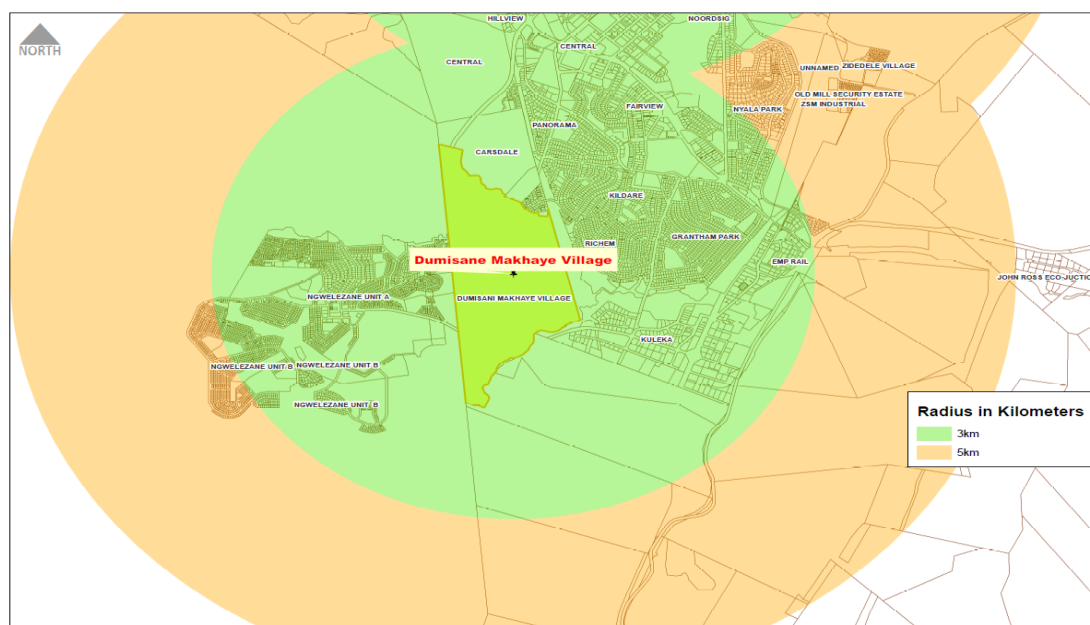 HILLVIEW
NOORDSIG
NORTH
CENTRAL
CENTRAL
UNNAMED
ZIDEDELE VILLAGE
OLD MILL SECURITY ESTATE
ZSM INDUSTRIAL
FAIRVIEW
NYALA PARK
PANORAMA
CARSDALE
KILDARE
GRANTHAM PARK
RICHEM
Dumisane Makhaye Village
EMP RAIL
JOHN ROSS ECO-JUCTIO
NGWELEZANE UNIT A
DUMISANI MAKHAYE VILLAGE
KULEKA
NGWELEZANE UNIT B
NGWELEZANE UNIT B
NGWELEZANE UNIT B
Radius in Kilometers
3km
5km